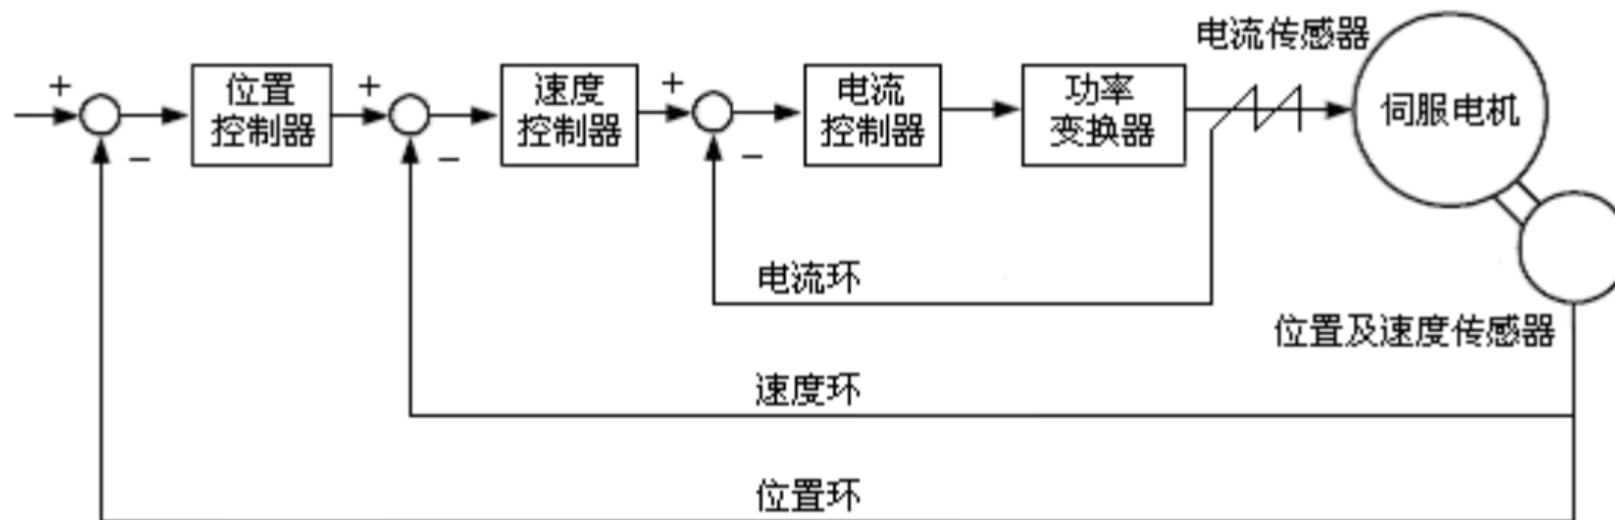 电流传感器
+
位置
控制器
+
速度
控制器
+
电流
控制器
功率
变换器
伺服电机
−
−
−
电流环
位置及速度传感器
速度环
位置环